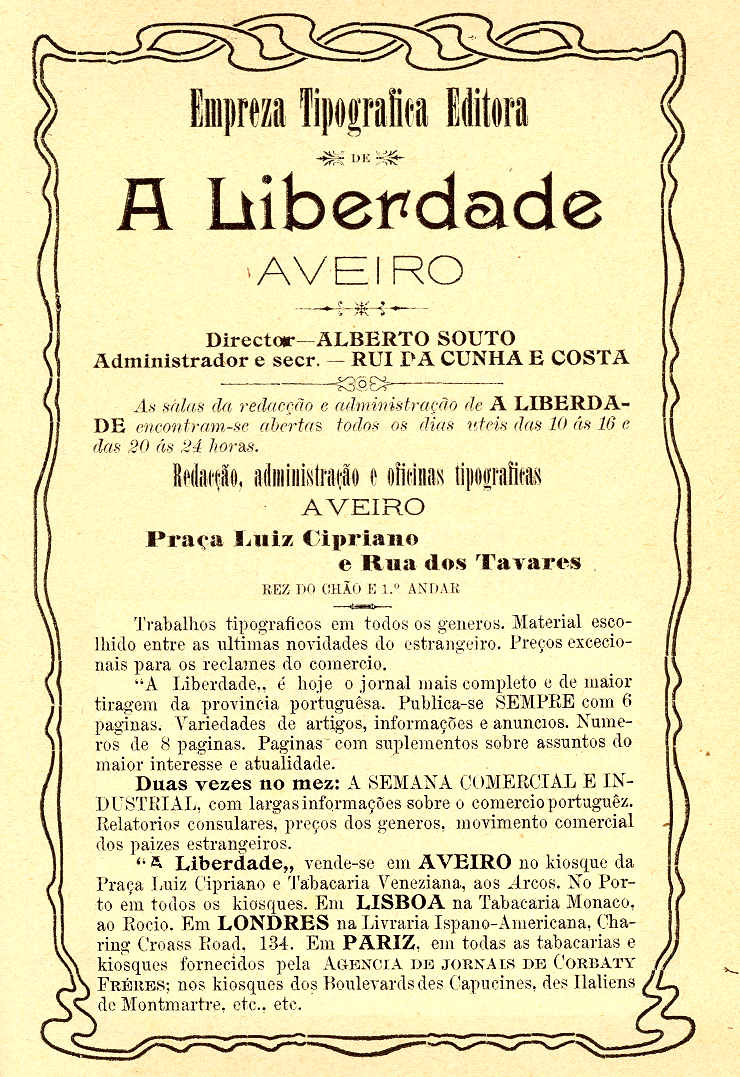 Empreza Tipografica Editora
DE
A Liberdade
AVEIRO
Director—ALBERTO SOUTO
Administrador e secr. — RUI DA CUNHA E COSTA
As salas da redacção e administração de A LIBERDA-
DE encontram-se abertas todos os dias uteis das 10 ás 16 e
das 20 ás 24 horas.
Redacção, administração e oficinas tipograficas
AVEIRO
Praça Luiz Cipriano
e Rua dos Tavares
REZ DO CHÃO E 1.º ANDAR
Trabalhos tipograficos em todos os generos. Material esco-
lhido entre as ultimas novidades do estrangeiro. Preços excecio-
nais para os reclames do comercio.
“A Liberdade„ é hoje o jornal mais completo e de maior
tiragem da provincia portuguêsa. Publica-se SEMPRE com 6
paginas. Variedades de artigos, informações e anuncios. Nume-
ros de 8 paginas. Paginas com suplementos sobre assuntos do
maior interesse e atualidade.
Duas vezes no mez: A SEMANA COMERCIAL E IN-
DUSTRIAL, com largas informações sobre o comercio portuguêz.
Relatorios consulares, preços dos generos, movimento comercial
dos paizes estrangeiros.
“A Liberdade„ vende-se em AVEIRO no kiosque da
Praça Luiz Cipriano e Tabacaria Veneziana, aos Arcos. No Por-
to em todos os kiosques. Em LISBOA na Tabacaria Monaco,
ao Rocio. Em LONDRES na Livraria Ispano-Americana, Cha-
ring Croass Road, 134. Em PARIZ, em todas as tabacarias e
kiosques fornecidos pela AGENCIA DE JORNAIS DE CORBATY
FRÉRES; nos kiosques dos Boulevards des Capucines, des Italiens
de Montmartre, etc., etc.